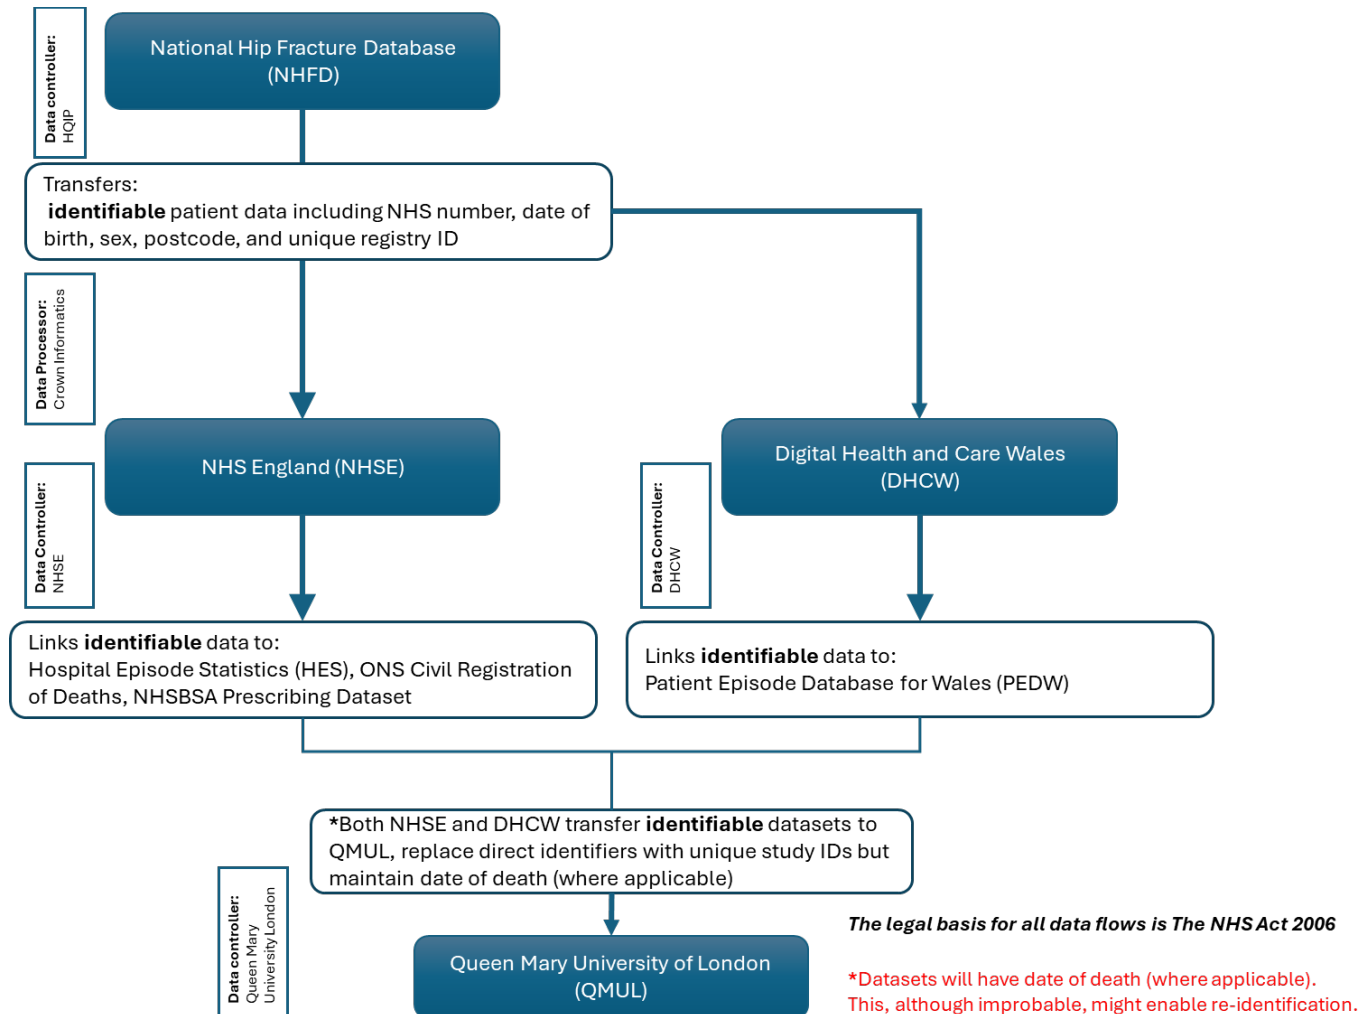 Data controller:
HQIP
National Hip Fracture Database
(NHFD)
Transfers:
identifiable patient data including NHS number, date of
birth, sex, postcode, and unique registry ID
Data Processor:
Crown Informatics
NHS England (NHSE)
Digital Health and Care Wales
(DHCW)
Data Controller:
NHSE
Data Controller:
DHCW
Links identifiable data to:
Hospital Episode Statistics (HES), ONS Civil Registration
of Deaths, NHSBSA Prescribing Dataset
Links identifiable data to:
Patient Episode Database for Wales (PEDW)
*Both NHSE and DHCW transfer identifiable datasets to
QMUL, replace direct identifiers with unique study IDs but
maintain date of death (where applicable)
Data controller:
Queen Mary
University London
Queen Mary University of London
(QMUL)
The legal basis for all data flows is The NHS Act 2006
*Datasets will have date of death (where applicable).
This, although improbable, might enable re-identification.